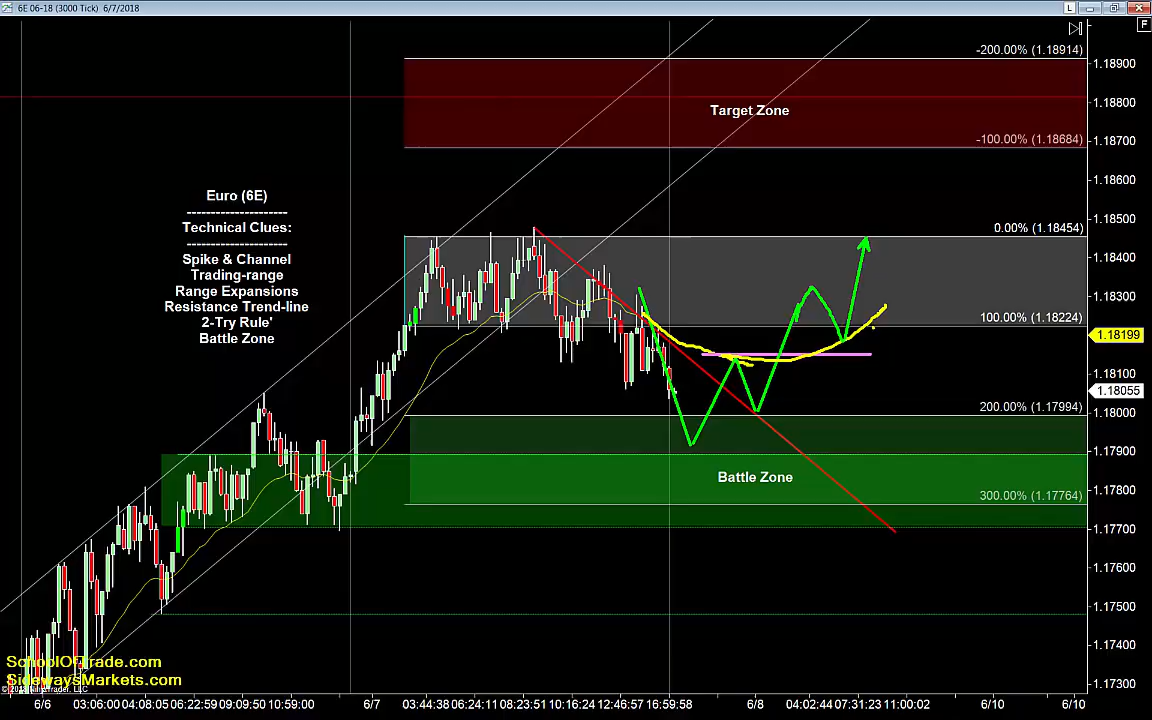 6E 06-18 (3000 Tick) 6/7/2018
L
F
-200.00% (1.18914)
Target Zone
-100.00% (1.18684)
0.00% (1.18454)
100.00% (1.18224)
200.00% (1.17994)
Battle Zone
300.00% (1.17764)
Euro (6E)
---------------------
Technical Clues:
---------------------
Spike & Channel
Trading-range
Range Expansions
Resistance Trend-line
2-Try Rule'
Battle Zone
1.18900
1.18800
1.18700
1.18600
1.18500
1.18400
1.18300
1.18199
1.18100
1.18055
1.18000
1.17900
1.17800
1.17700
1.17600
1.17500
1.17400
1.17300
SchoolOfTrade.com
SidewaysMarkets.com
6/6 03:06:00 04:08:05 06:22:59 09:09:50 10:59:00 6/7 03:44:38 06:24:11 08:23:51 10:16:24 12:46:57 16:59:58 6/8 04:02:44 07:31:23 11:00:02 6/10 6/10